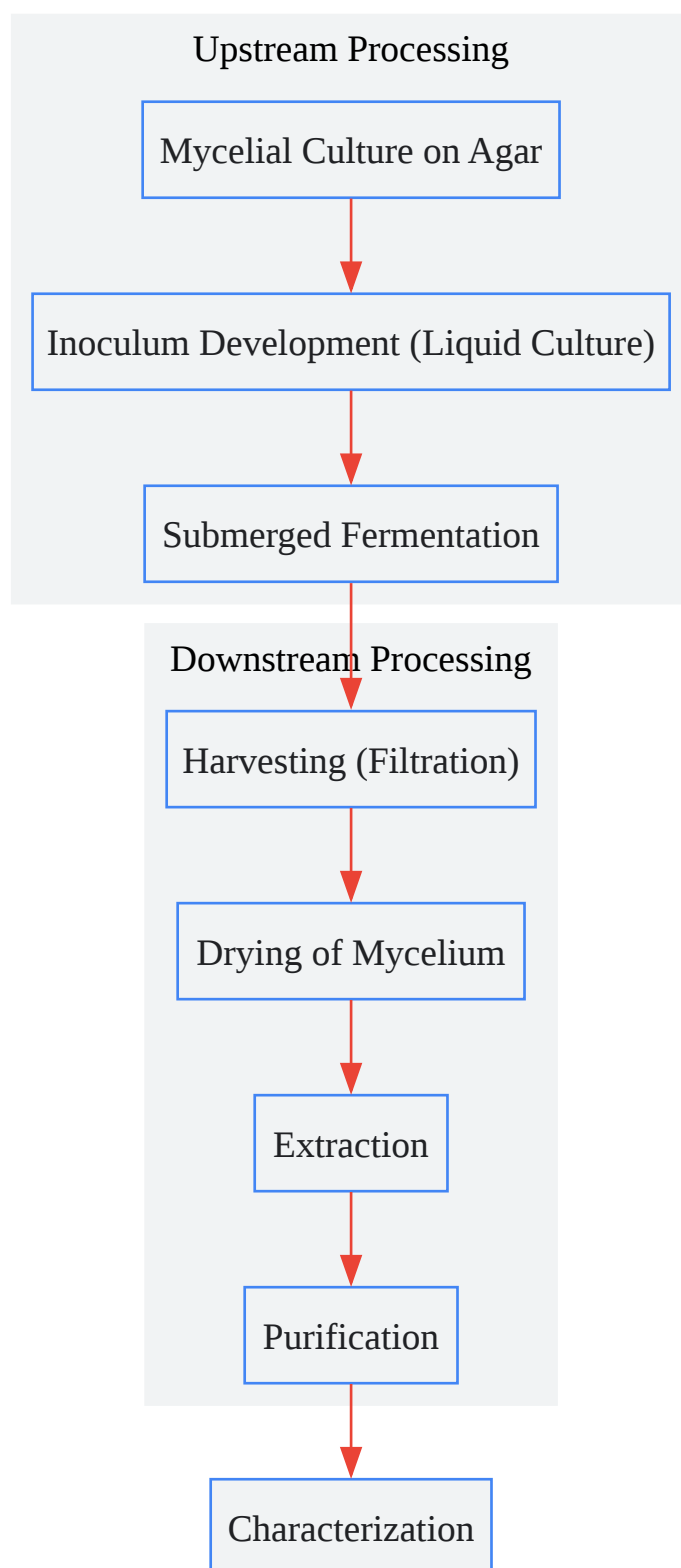 Upstream Processing
Mycelial Culture on Agar
Inoculum Development (Liquid Culture)
Submerged Fermentation
Downstream Processing
Harvesting (Filtration)
Drying of Mycelium
Extraction
Purification
Characterization